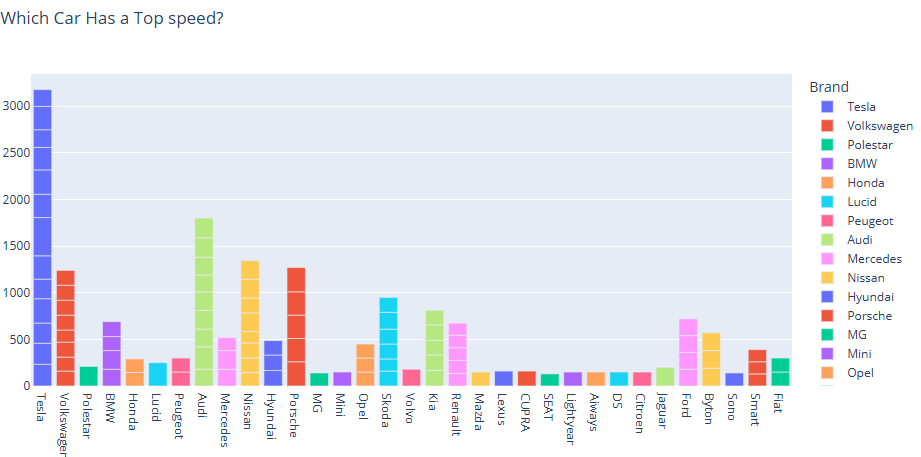 Which Car Has a Top speed?
3000
2500
2000
1500
1000
500
0
Tesla
Volkswagen
Polestar
BMW
Honda
Lucid
Peugeot
Audi
Mercedes
Nissan
Hyundai
Porsche
MG
Mini
Opel
Skoda
Volvo
Kia
Renault
Mazda
Lexus
CUPRA
SEAT
Lightyear
Aiways
DS
Citroen
Jaguar
Ford
Byton
Sono
Smart
Fiat
Brand
Tesla
Volkswagen
Polestar
BMW
Honda
Lucid
Peugeot
Audi
Mercedes
Nissan
Hyundai
Porsche
MG
Mini
Opel